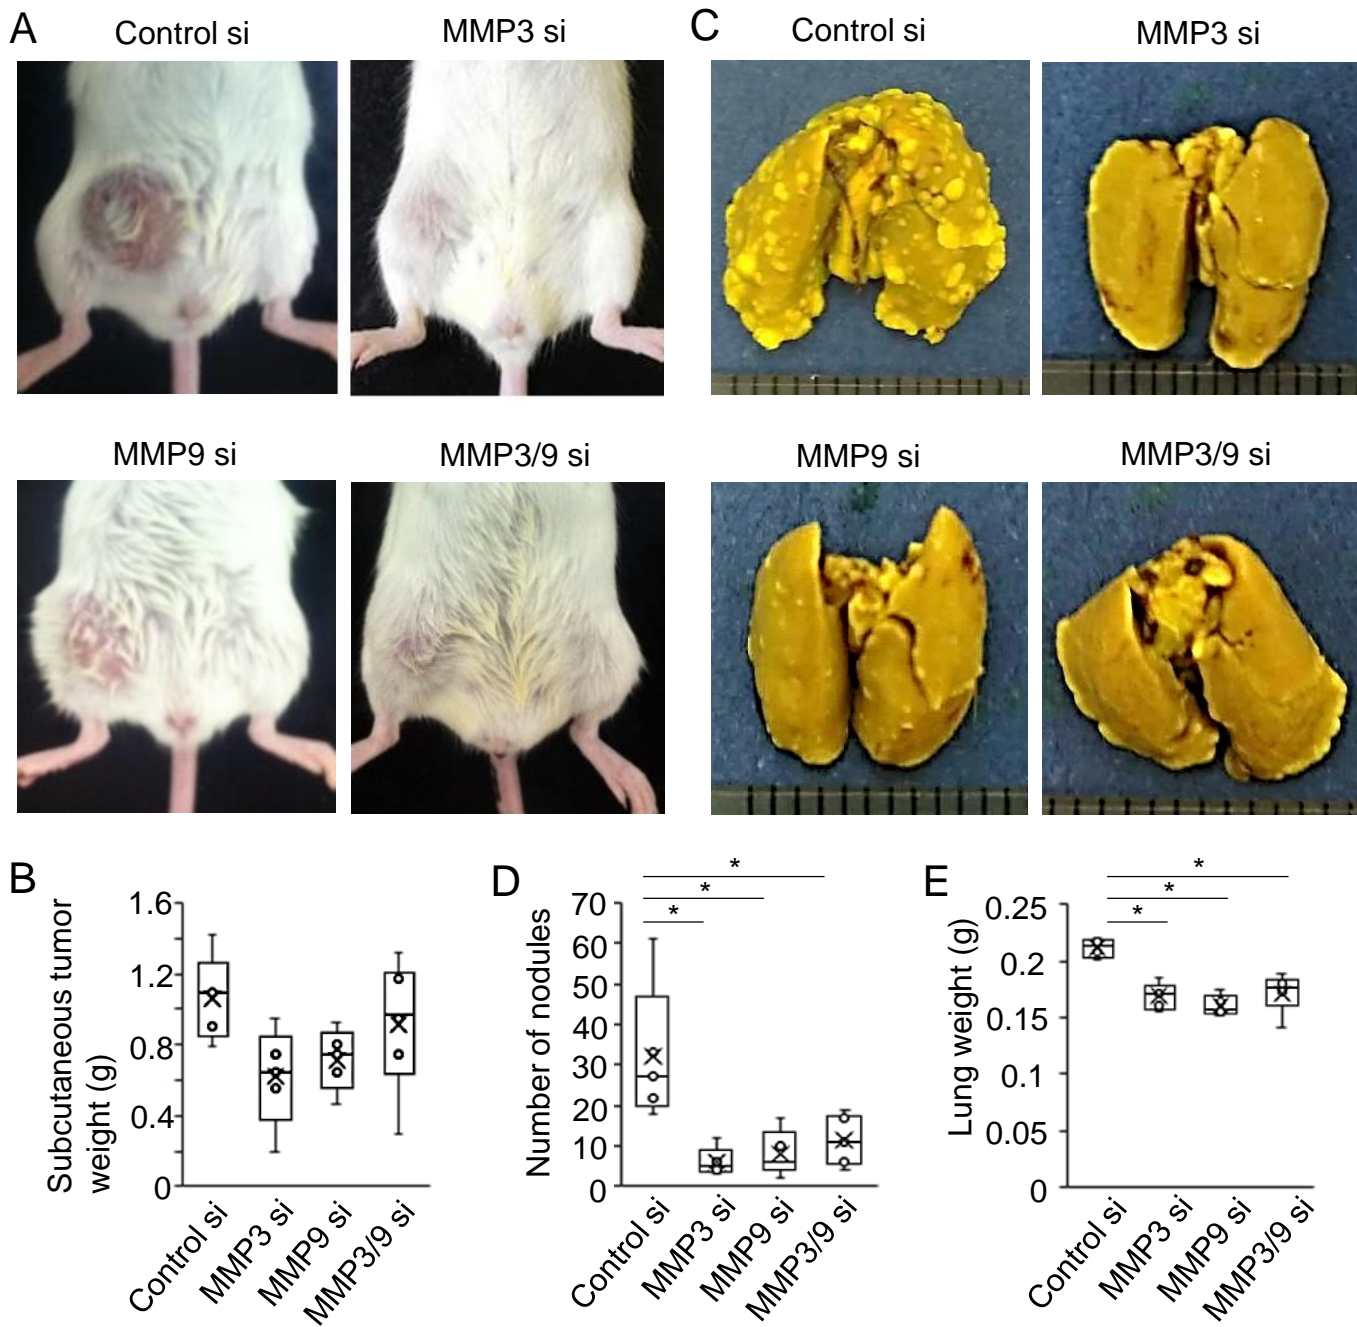 A
Control si
MMP3 si
C
Control si
MMP3 si
MMP9 si
MMP3/9 si
MMP9 si
MMP3/9 si
B
Subcutaneous tumor
weight (g)
1.6
1.2
0.8
0.4
0
Control si
MMP3 si
MMP9 si
MMP3/9 si
D
Number of nodules
70
60
50
40
30
20
10
0
*
*
*
Control si
MMP3 si
MMP9 si
MMP3/9 si
E
Lung weight (g)
0.25
0.2
0.15
0.1
0.05
0
*
*
*
Control si
MMP3 si
MMP9 si
MMP3/9 si